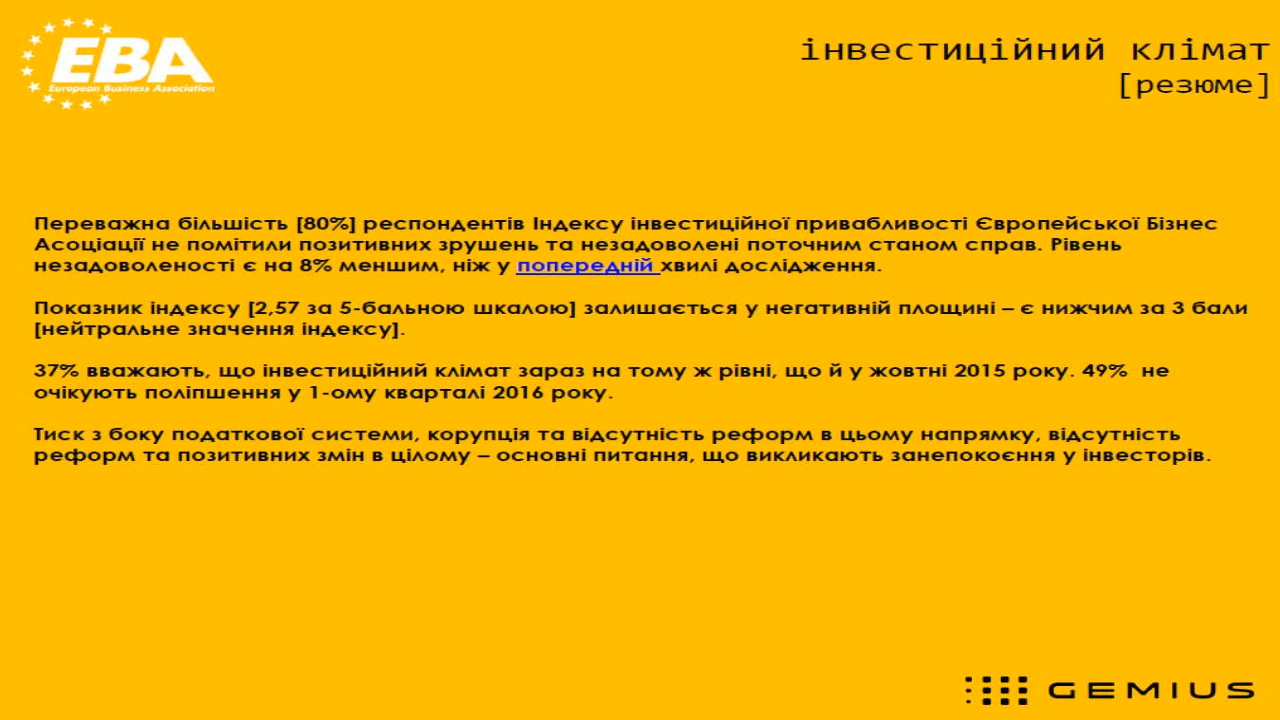 EBA
European Business Association
інвестиційний клімат
[резюме]
Переважна більшість [80%] респондентів Індексу інвестиційної привабливості Європейської Бізнес
Асоціації не помітили позитивних зрушень та незадоволені поточним станом справ. Рівень
незадоволеності є на 8% меншим, ніж у попередній хвилі дослідження.
Показник індексу [2,57 за 5-бальною шкалою] залишається у негативній площині – є нижчим за 3 бали
[нейтральне значення індексу].
37% вважають, що інвестиційний клімат зараз на тому ж рівні, що й у жовтні 2015 року. 49%  не
очікують поліпшення у 1-ому кварталі 2016 року.
Тиск з боку податкової системи, корупція та відсутність реформ в цьому напрямку, відсутність
реформ та позитивних змін в цілому – основні питання, що викликають занепокоєння у інвесторів.
GEMIUS